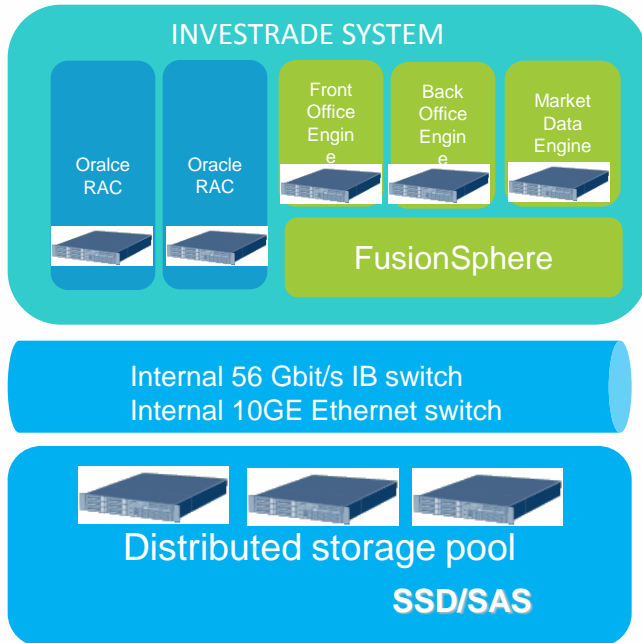 INVESTRADE SYSTEM
Oralce
RAC
Oracle
RAC
Front
Office
Engin
e
Back
Office
Engin
e
Market
Data
Engine
FusionSphere
Internal 56 Gbit/s IB switch
Internal 10GE Ethernet switch
Distributed storage pool
SSD/SAS